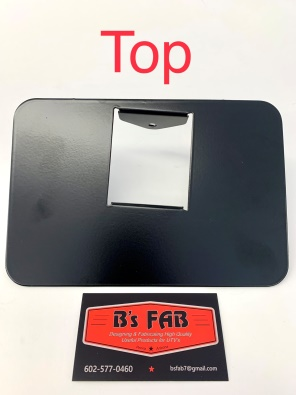 Top
B's FAB
Designing & Fabricating High Quality
Useful Products for UTV's
602-577-0460
bsfab7@gmail.com